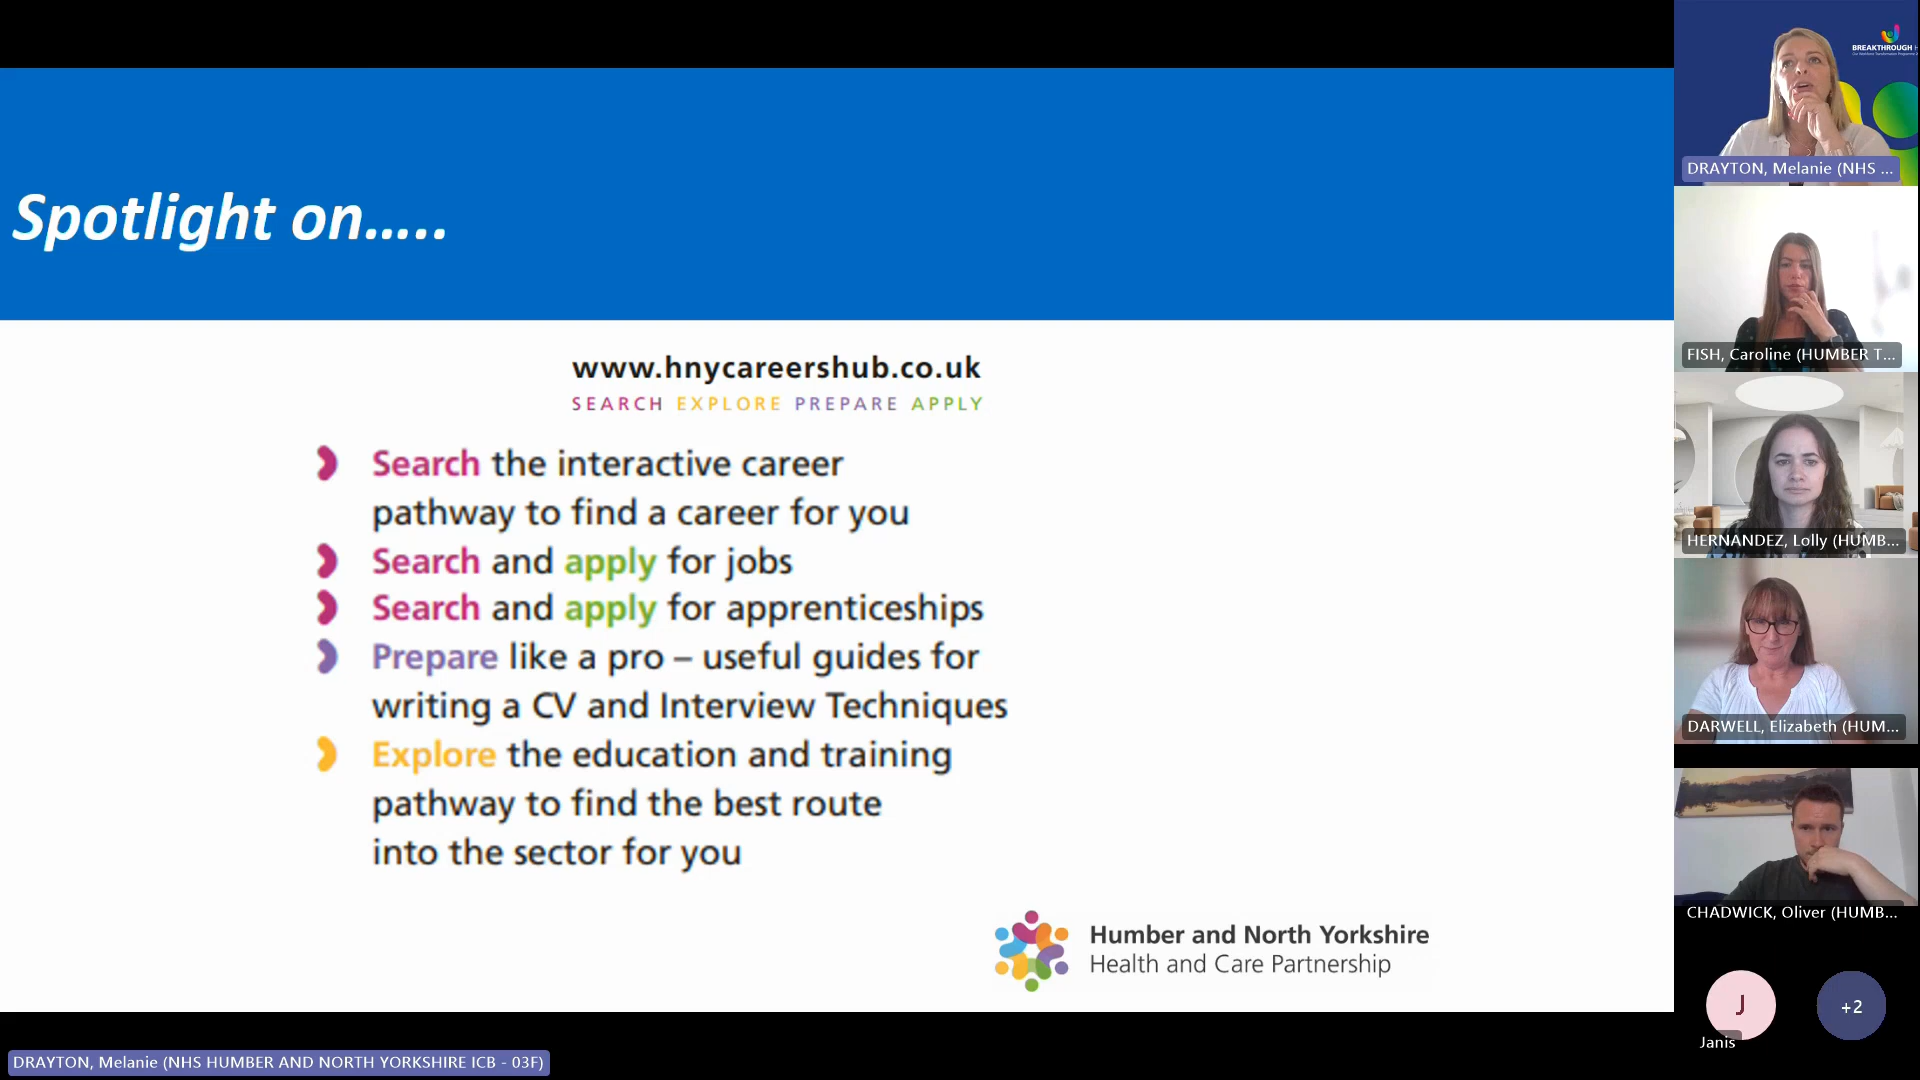 Spotlight on.....
www.hnycareershub.co.uk
SEARCH EXPLORE PREPARE APPLY
Search the interactive career
pathway to find a career for you
Search and apply for jobs
Search and apply for apprenticeships
Prepare like a pro – useful guides for
writing a CV and Interview Techniques
Explore the education and training
pathway to find the best route
into the sector for you
Humber and North Yorkshire
Health and Care Partnership
DRAYTON, Melanie (NHS HUMBER AND NORTH YORKSHIRE ICB - 03F)
BREAKTHROUGH
DRAYTON, Melanie (NHS ...
FISH, Caroline (HUMBER T...
HERNANDEZ, Lolly (HUMB...
DARWELL, Elizabeth (HUM...
CHADWICK, Oliver (HUMB...
J
+2
Janis